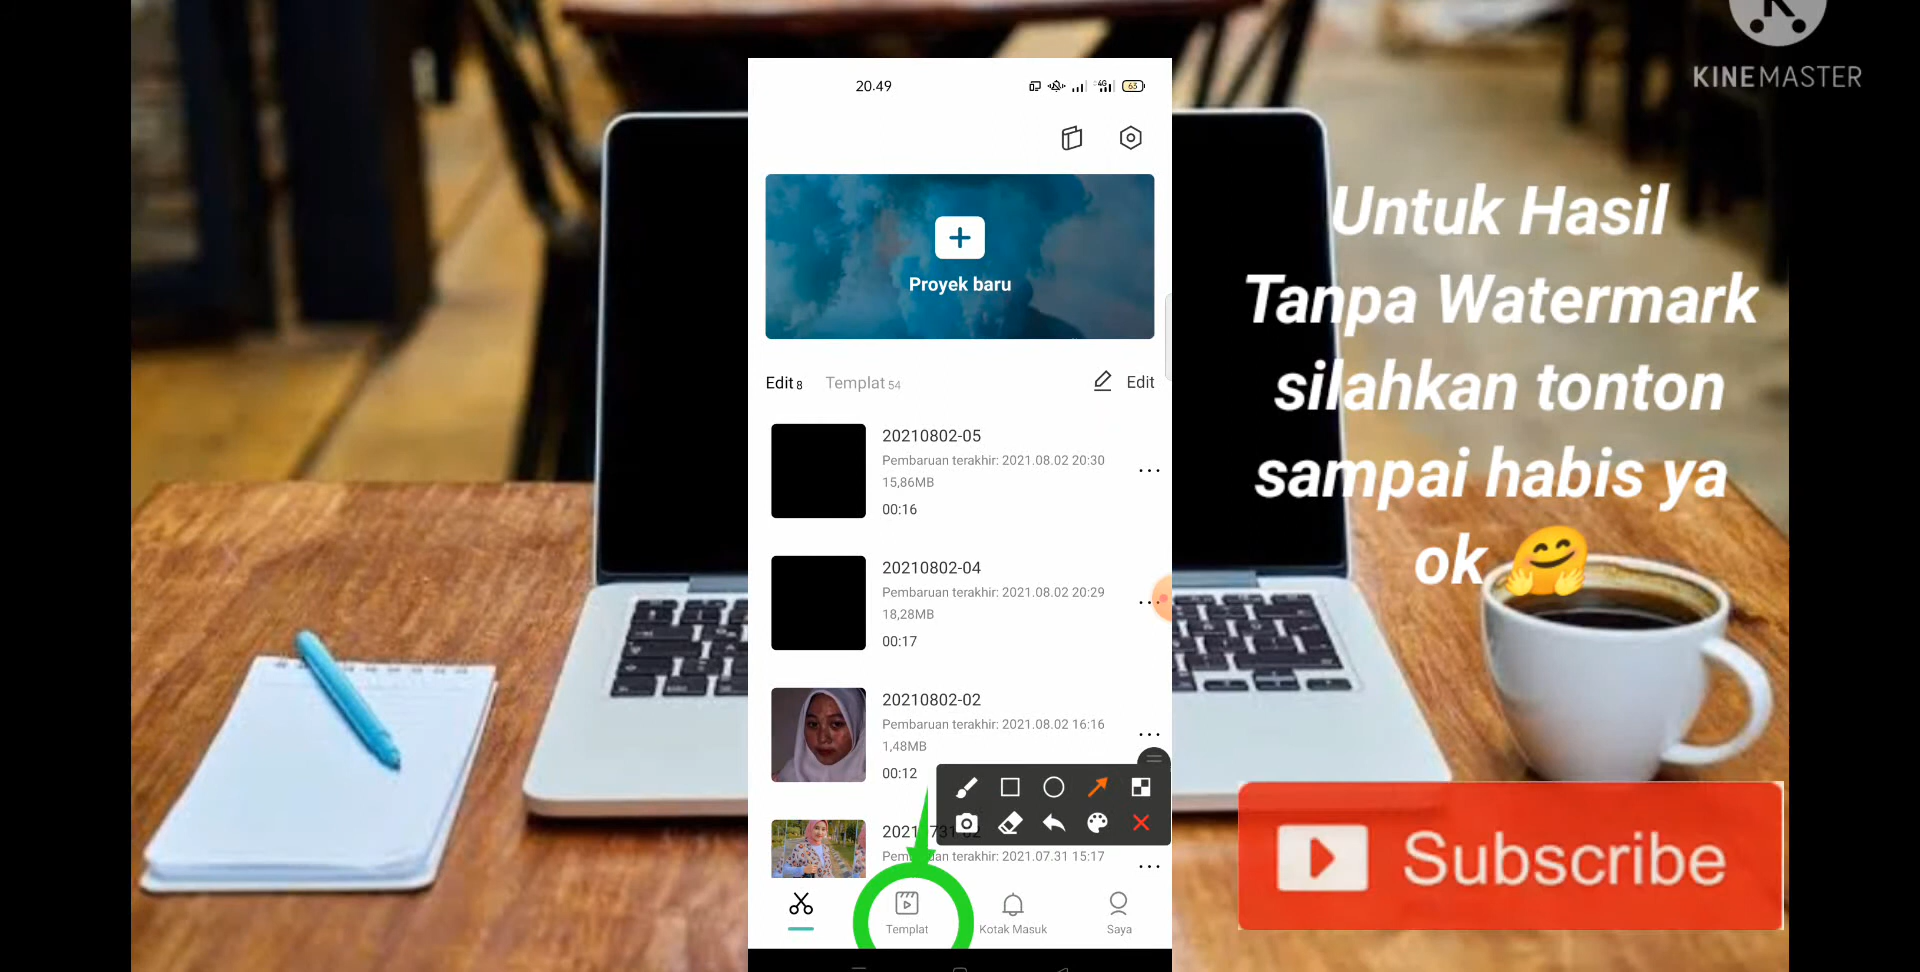 20.49
4G
63
KINEMASTER
Proyek baru
Edit 8
Templat 54
Edit
20210802-05
Pembaruan terakhir: 2021.08.02 20:30
15,86MB
00:16
20210802-04
Pembaruan terakhir: 2021.08.02 20:29
18,28MB
00:17
20210802-02
Pembaruan terakhir: 2021.08.02 16:16
1,48MB
00:12
terakhir: 2021.07.31 15:17
Templat
Kotak Masuk
Saya
Untuk Hasil
Tanpa Watermark
silahkan tonton
sampai habis ya
ok 🤗
Subscribe